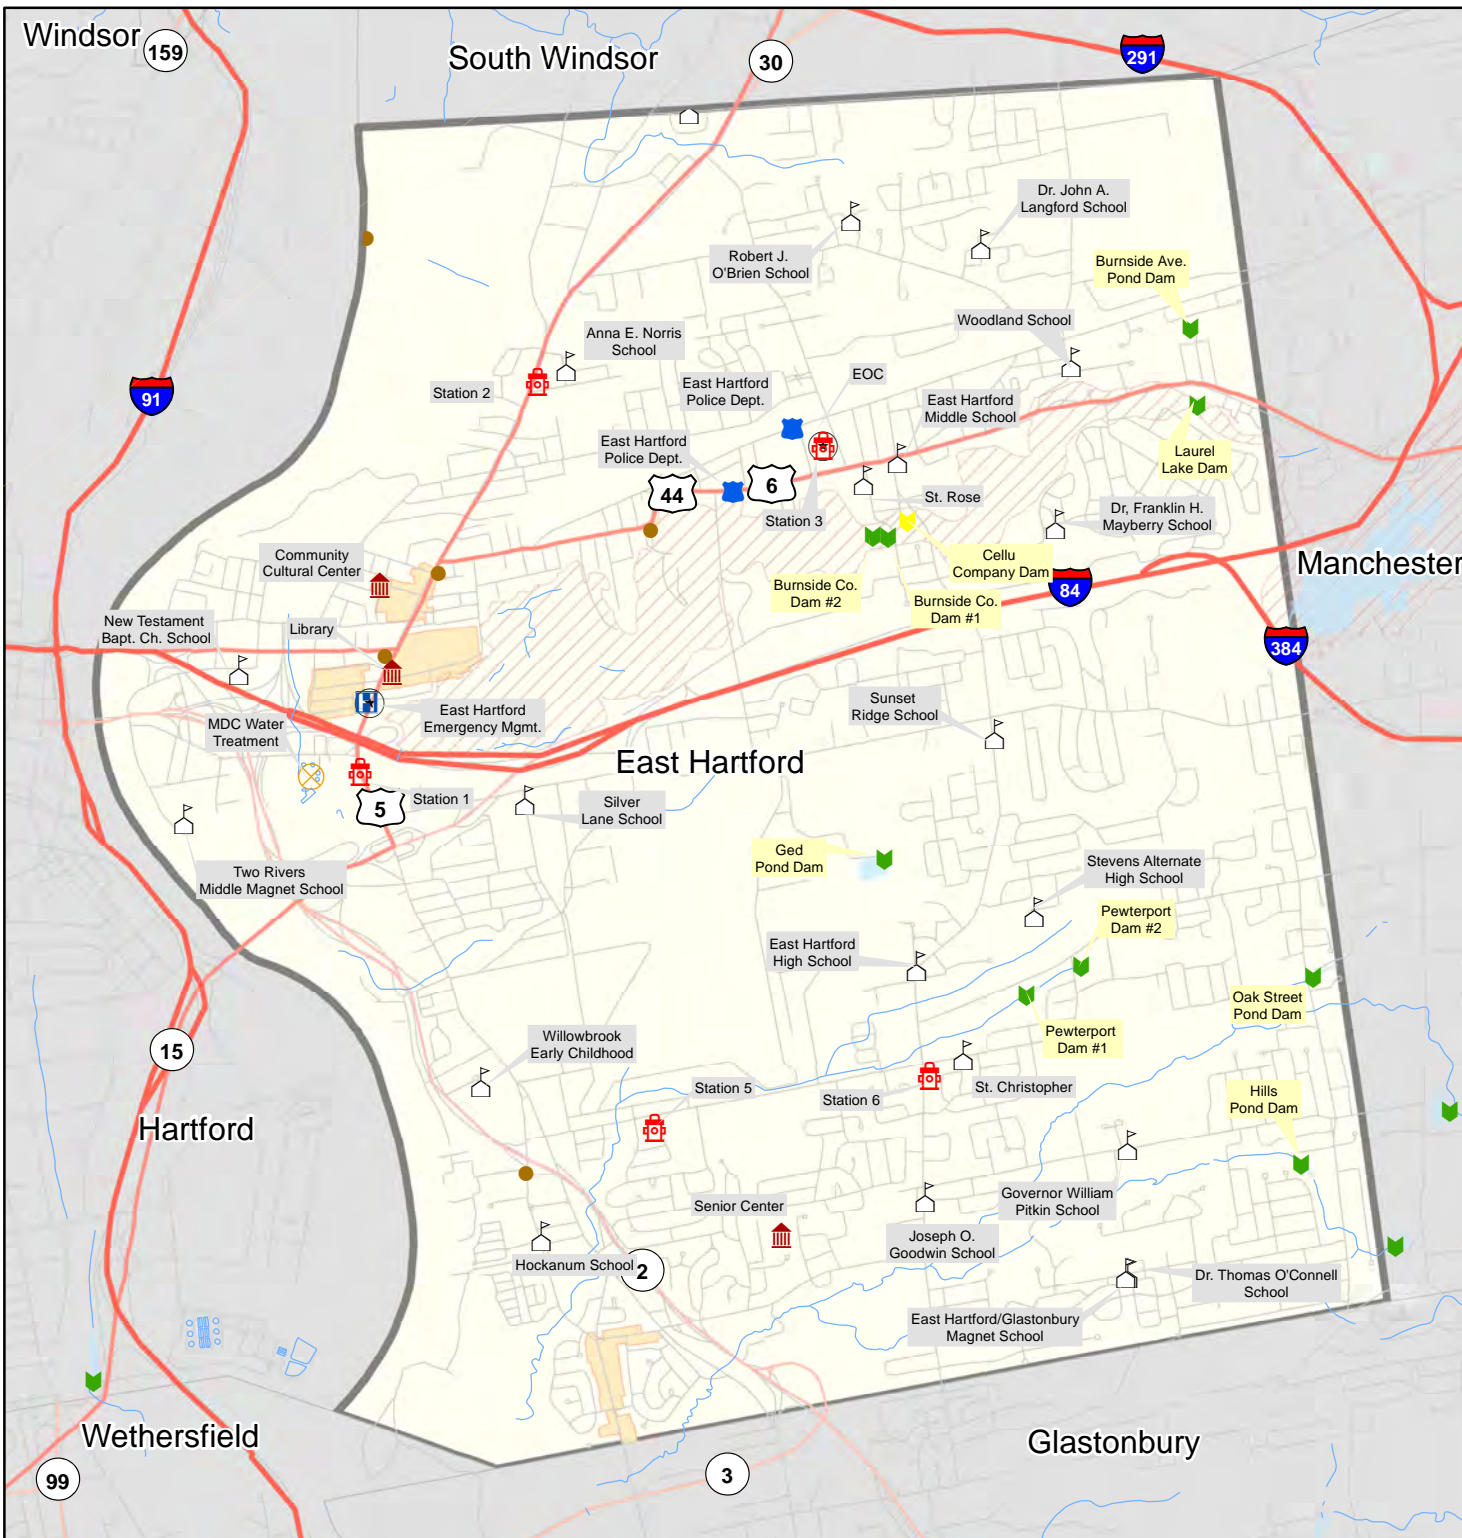 Windsor
159
South Windsor
30
291
Dr. John A.
Langford School
Robert J.
O'Brien School
Burnside Ave.
Pond Dam
Woodland School
Anna E. Norris
School
Station 2
East Hartford
Police Dept.
EOC
East Hartford
Middle School
91
East Hartford
Police Dept.
44
6
Station 3
St. Rose
Laurel
Lake Dam
Dr, Franklin H.
Mayberry School
Community
Cultural Center
Cellu
Company Dam
Manchester
84
Burnside Co.
Dam #2
Burnside Co.
Dam #1
New Testament
Bapt. Ch. School
Library
384
East Hartford
Emergency Mgmt.
Sunset
Ridge School
MDC Water
Treatment
East Hartford
Station 1
5
Silver
Lane School
Two Rivers
Middle Magnet School
Ged
Pond Dam
Stevens Alternate
High School
Pewterport
Dam #2
East Hartford
High School
Oak Street
Pond Dam
15
Willowbrook
Early Childhood
Pewterport
Dam #1
Station 5
Station 6
St. Christopher
Hills
Pond Dam
Hartford
Senior Center
Governor William
Pitkin School
Joseph O.
Goodwin School
Hockanum School
2
Dr. Thomas O'Connell
School
East Hartford/Glastonbury
Magnet School
Wethersfield
Glastonbury
99
3